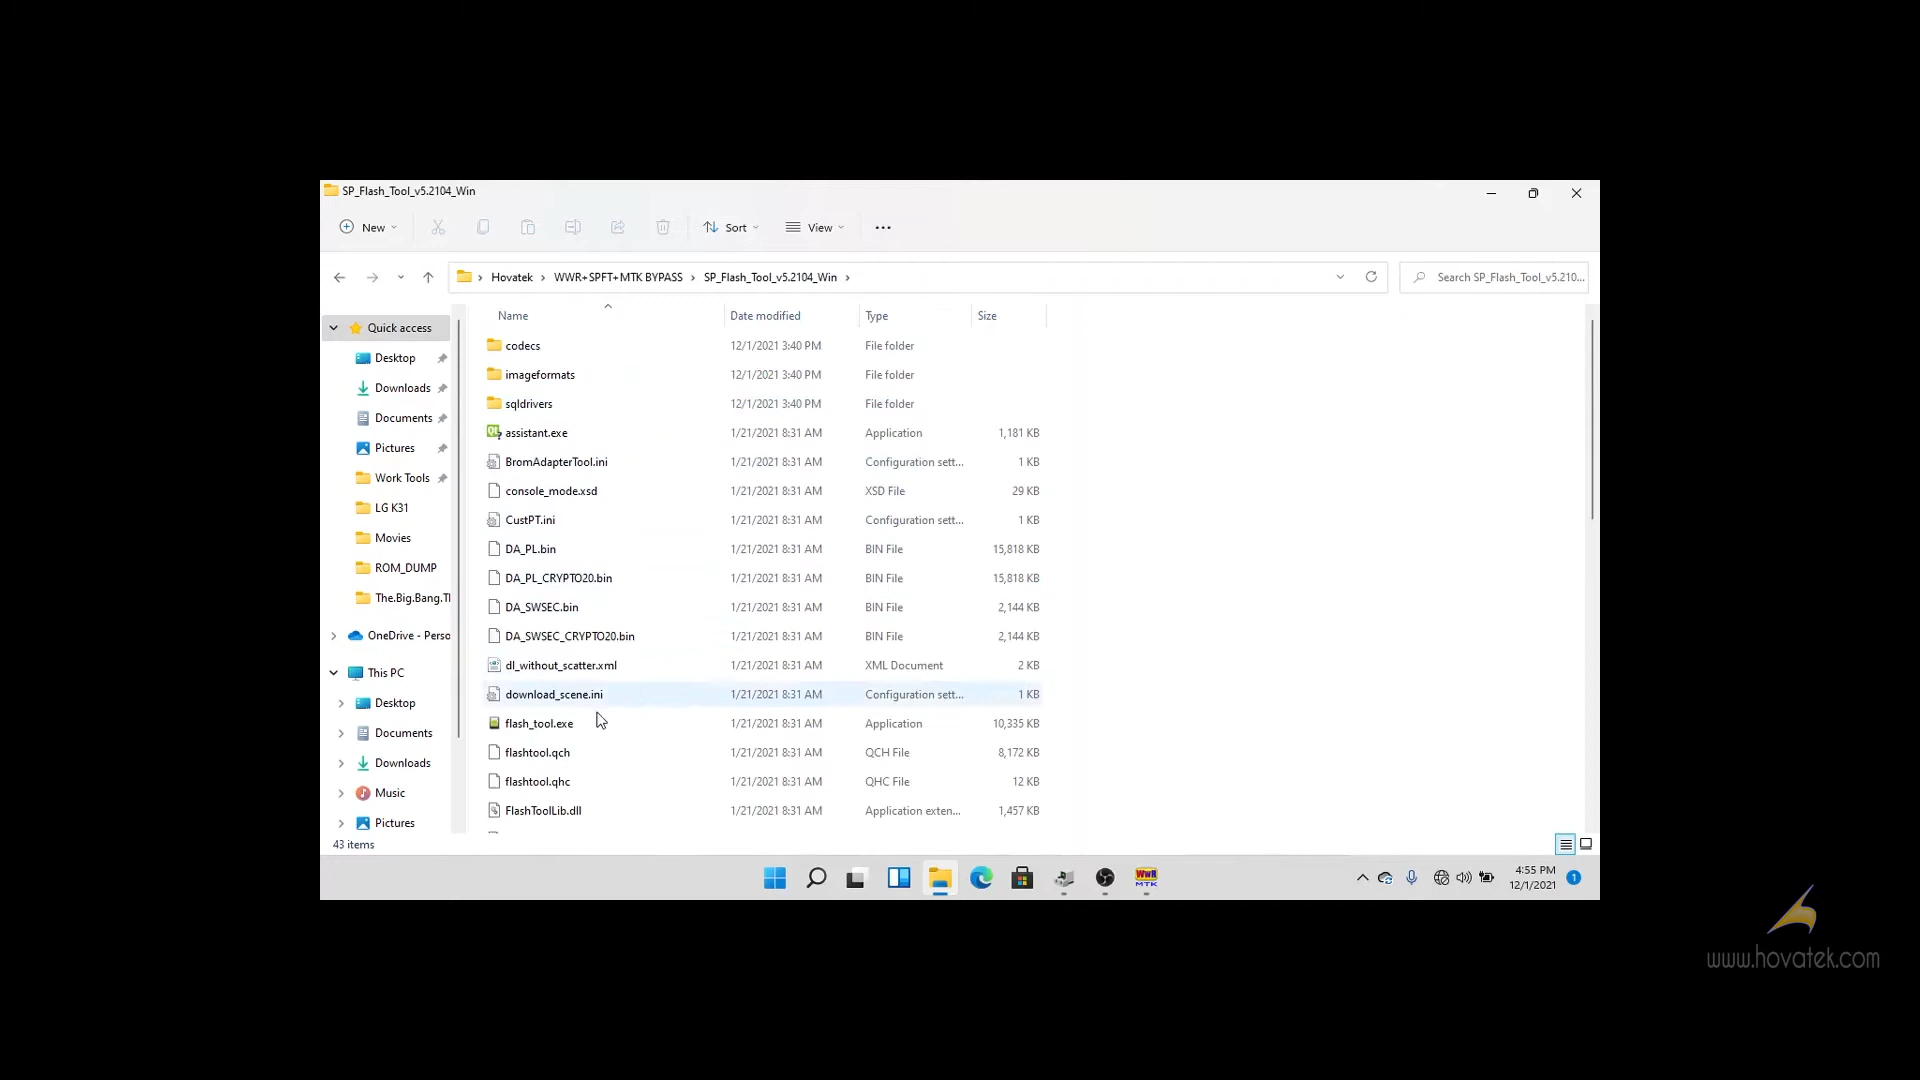 SP_Flash_Tool_v5.2104_Win
New
Sort
View
Hovatek
WWR+SPFT+MTK BYPASS
SP_Flash_Tool_v5.2104_Win
Search SP_Flash_Tool_v5.210...
Name Date modified Type Size
Quick access
Desktop
Downloads
Documents
Pictures
Work Tools
LG K31
Movies
ROM_DUMP
The.Big.Bang.T
OneDrive - Perso
This PC
Desktop
Documents
Downloads
Music
Pictures
codecs 12/1/2021 3:40 PM File folder
imageformats 12/1/2021 3:40 PM File folder
sqldrivers 12/1/2021 3:40 PM File folder
assistant.exe 1/21/2021 8:31 AM Application 1,181 KB
BromAdapterTool.ini 1/21/2021 8:31 AM Configuration sett... 1 KB
console_mode.xsd 1/21/2021 8:31 AM XSD File 29 KB
CustPT.ini 1/21/2021 8:31 AM Configuration sett... 1 KB
DA_PL.bin 1/21/2021 8:31 AM BIN File 15,818 KB
DA_PL_CRYPTO20.bin 1/21/2021 8:31 AM BIN File 15,818 KB
DA_SWSEC.bin 1/21/2021 8:31 AM BIN File 2,144 KB
DA_SWSEC_CRYPTO20.bin 1/21/2021 8:31 AM BIN File 2,144 KB
dl_without_scatter.xml 1/21/2021 8:31 AM XML Document 2 KB
download_scene.ini 1/21/2021 8:31 AM Configuration sett... 1 KB
flash_tool.exe 1/21/2021 8:31 AM Application 10,335 KB
flashtool.qch 1/21/2021 8:31 AM QCH File 8,172 KB
flashtool.qhc 1/21/2021 8:31 AM QHC File 12 KB
FlashToolLib.dll 1/21/2021 8:31 AM Application exten... 1,457 KB
43 items
WwR
MTK
4:55 PM
12/1/2021
1
www.hovatek.com